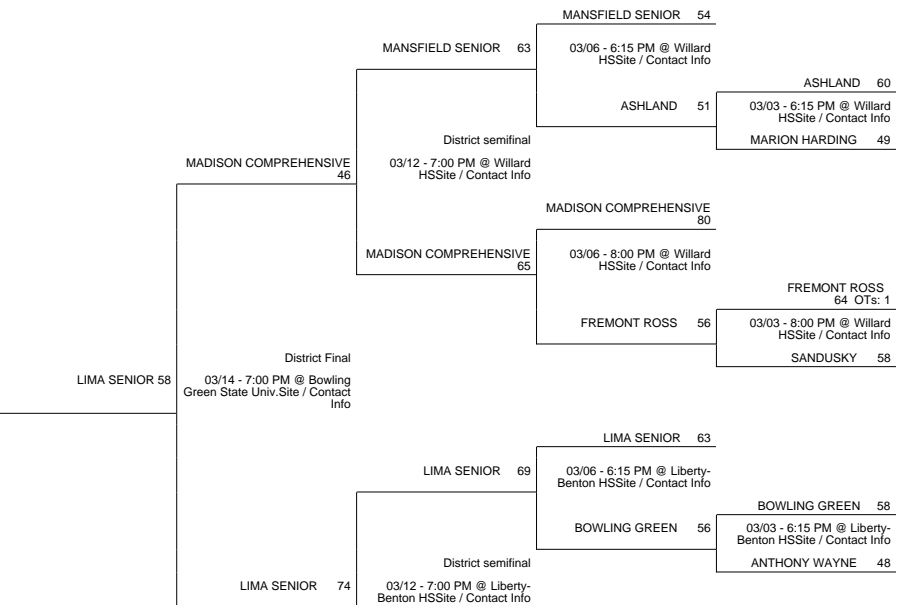 MANSFIELD SENIOR 54
MANSFIELD SENIOR 63
03/06 - 6:15 PM @ Willard
HSSite / Contact Info
ASHLAND 60
ASHLAND 51
03/03 - 6:15 PM @ Willard
HSSite / Contact Info
District semifinal
MARION HARDING 49
MADISON COMPREHENSIVE
46
03/12 - 7:00 PM @ Willard
HSSite / Contact Info
MADISON COMPREHENSIVE
80
MADISON COMPREHENSIVE
65
03/06 - 8:00 PM @ Willard
HSSite / Contact Info
FREMONT ROSS
64 OTs: 1
FREMONT ROSS 56
03/03 - 8:00 PM @ Willard
HSSite / Contact Info
District Final
SANDUSKY 58
LIMA SENIOR 58
03/14 - 7:00 PM @ Bowling
Green State Univ.Site / Contact
Info
LIMA SENIOR 63
LIMA SENIOR 69
03/06 - 6:15 PM @ Liberty-
Benton HSSite / Contact Info
BOWLING GREEN 58
BOWLING GREEN 56
03/03 - 6:15 PM @ Liberty-
Benton HSSite / Contact Info
District semifinal
ANTHONY WAYNE 48
LIMA SENIOR 74
03/12 - 7:00 PM @ Liberty-
Benton HSSite / Contact Info